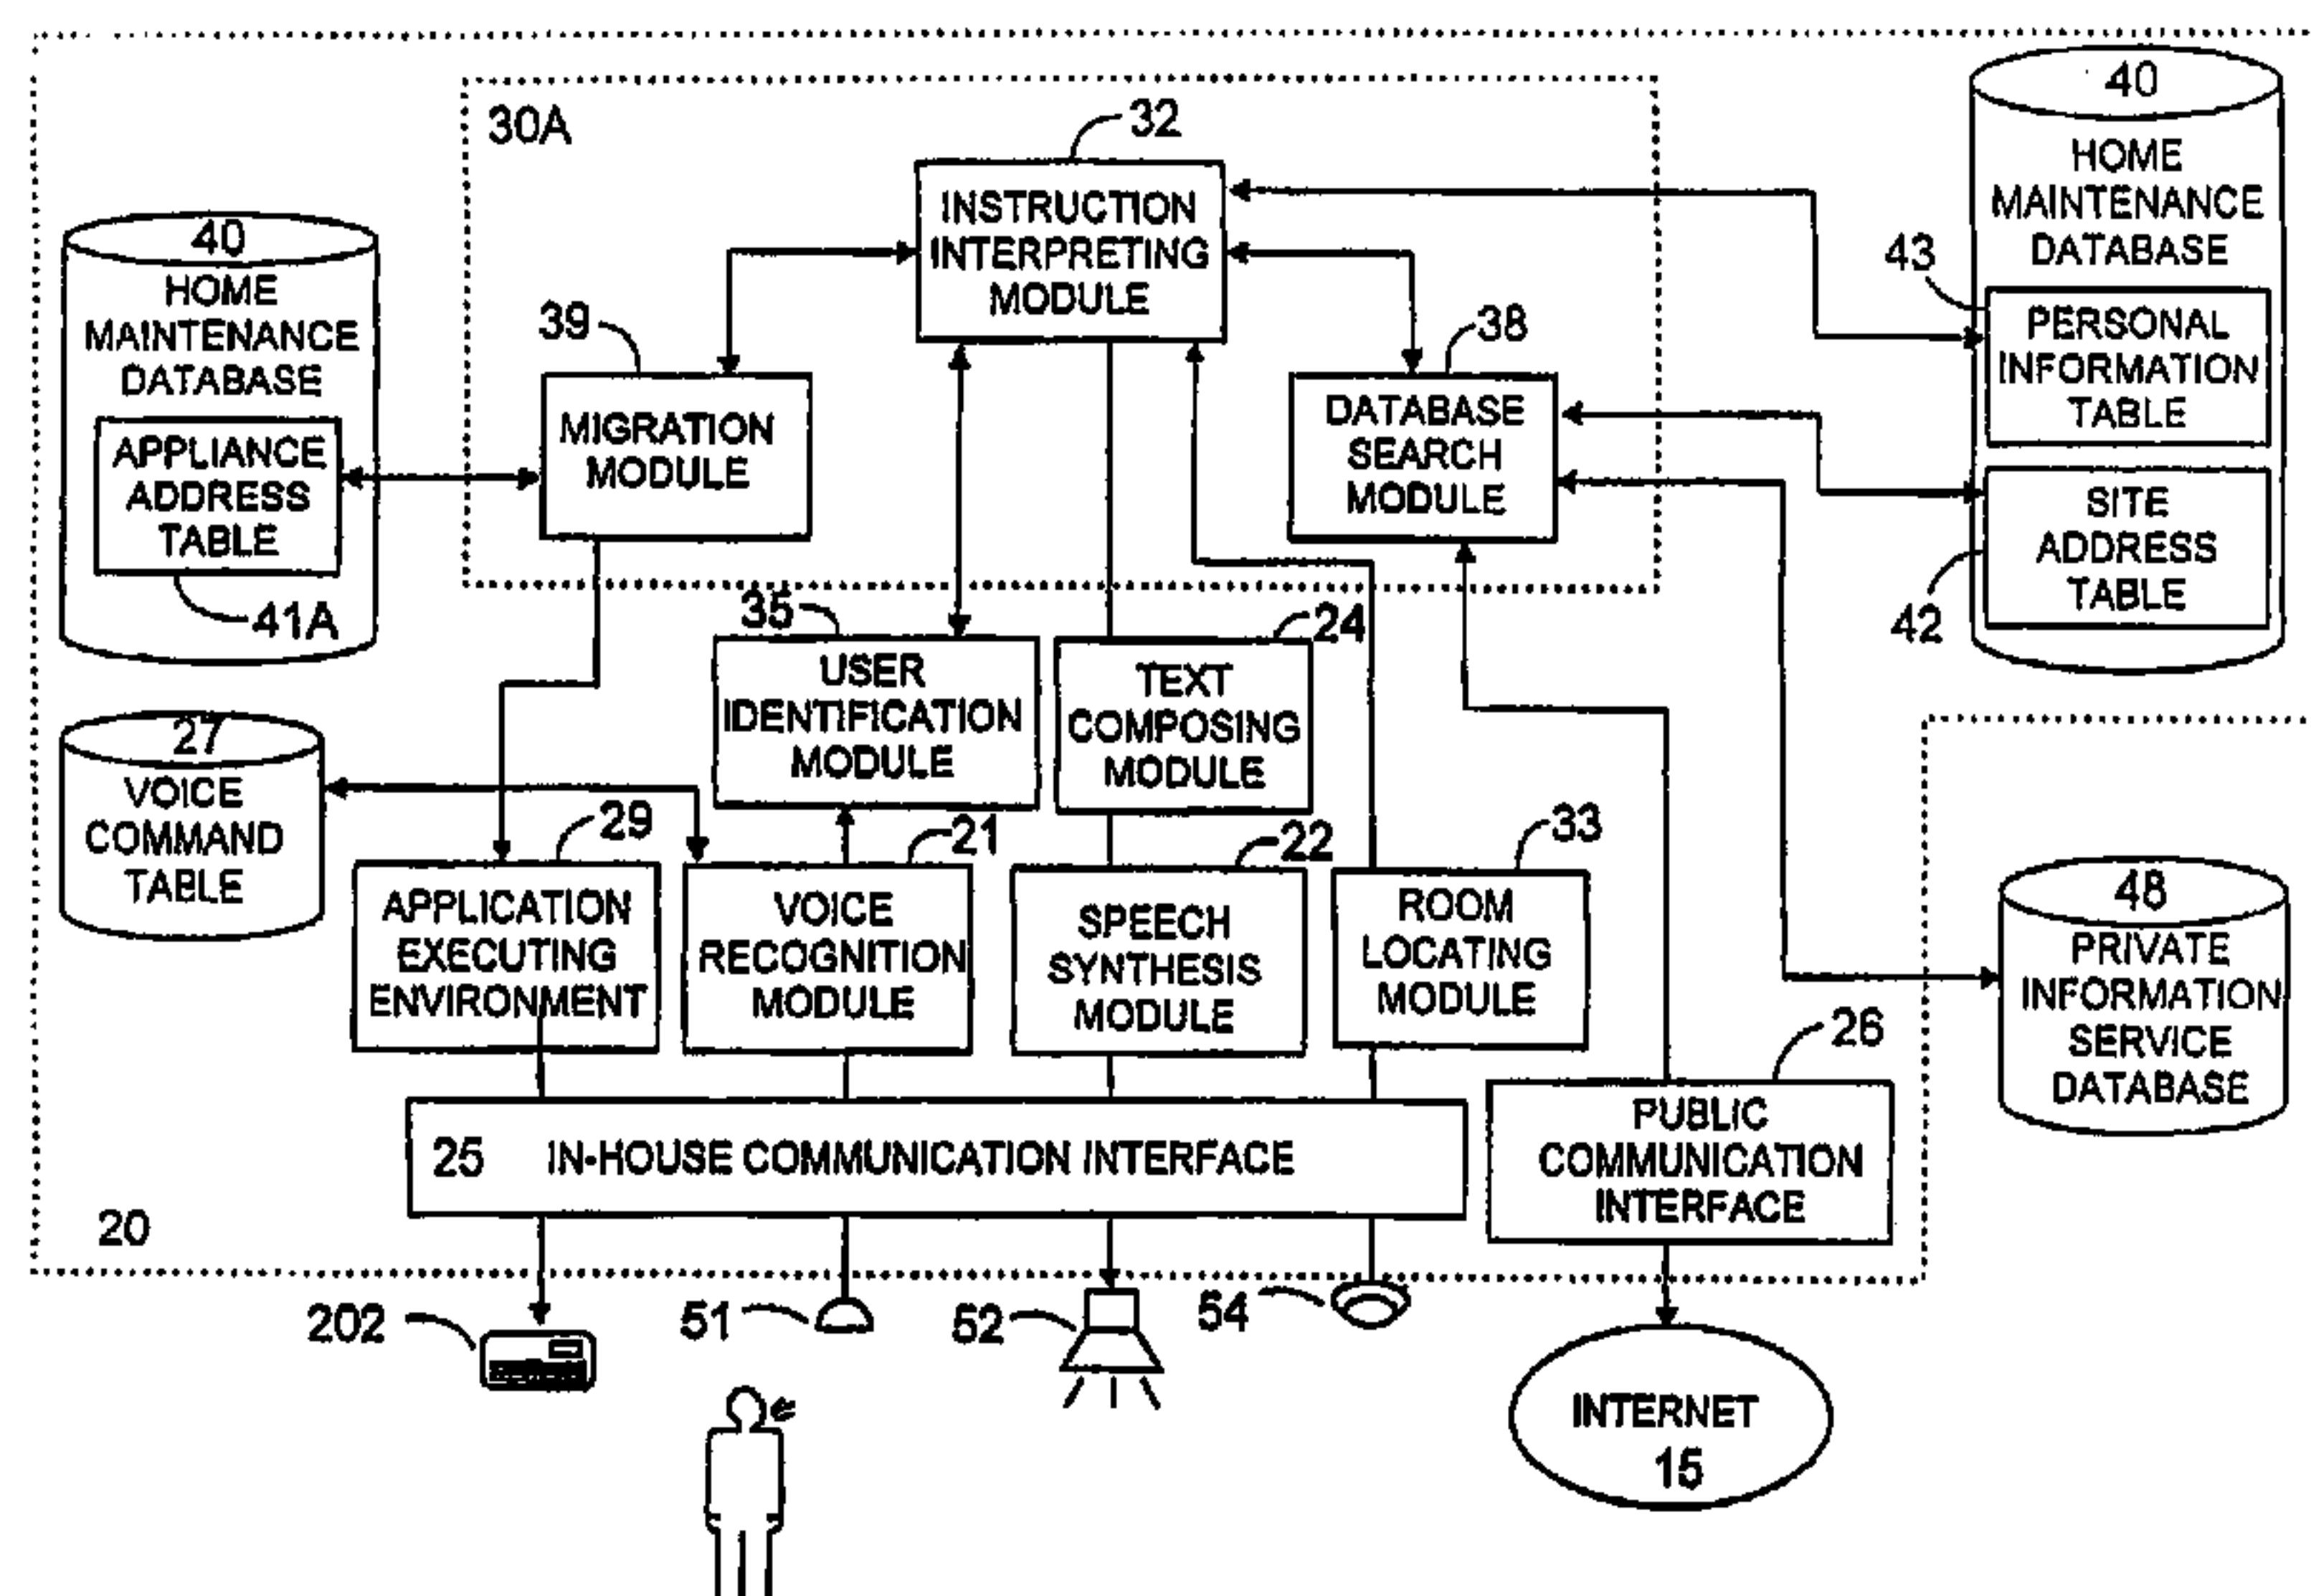 30A
32
INSTRUCTION
INTERPRETING
MODULE
40
HOME
MAINTENANCE
DATABASE
43
PERSONAL
INFORMATION
TABLE
SITE
ADDRESS
TABLE
42
40
HOME
MAINTENANCE
DATABASE
APPLIANCE
ADDRESS
TABLE
41A
39
MIGRATION
MODULE
38
DATABASE
SEARCH
MODULE
35
USER
IDENTIFICATION
MODULE
24
TEXT
COMPOSING
MODULE
27
VOICE
COMMAND
TABLE
29
APPLICATION
EXECUTING
ENVIRONMENT
21
VOICE
RECOGNITION
MODULE
22
SPEECH
SYNTHESIS
MODULE
33
ROOM
LOCATING
MODULE
48
PRIVATE
INFORMATION
SERVICE
DATABASE
26
PUBLIC
COMMUNICATION
INTERFACE
25 IN-HOUSE COMMUNICATION INTERFACE
20
202
51
52
54
INTERNET
15